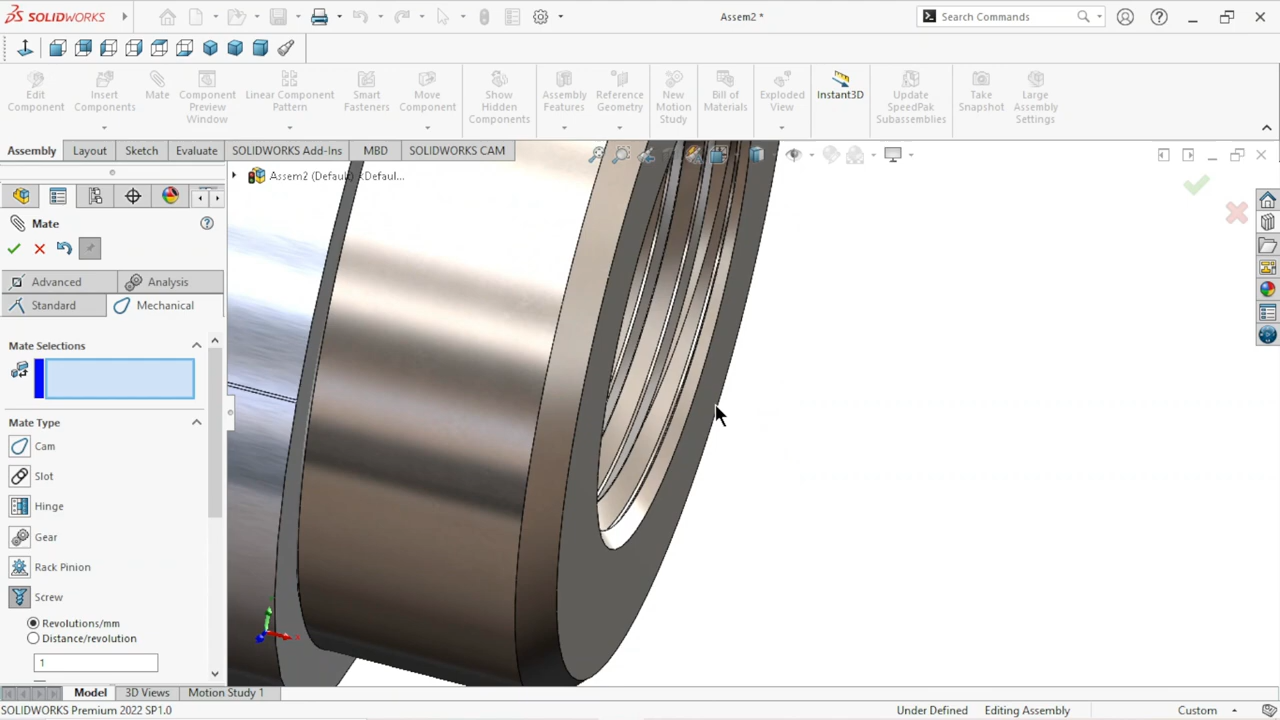 SOLIDWORKS
Assem2 *
Search Commands
Edit Component
Insert Components
Mate
Component Preview Window
Linear Component Pattern
Smart Fasteners
Move Component
Show Hidden Components
Assembly Features
Reference Geometry
New Motion Study
Bill of Materials
Exploded View
Instant3D
Update SpeedPak Subassemblies
Take Snapshot
Large Assembly Settings
Assembly
Layout
Sketch
Evaluate
SOLIDWORKS Add-Ins
MBD
SOLIDWORKS CAM
Assem2 (Default) <Defaul...
Mate
Advanced
Analysis
Standard
Mechanical
Mate Selections
Mate Type
Cam
Slot
Hinge
Gear
Rack Pinion
Screw
Revolutions/mm
Distance/revolution
1
Model
3D Views
Motion Study 1
SOLIDWORKS Premium 2022 SP1.0
Under Defined
Editing Assembly
Custom